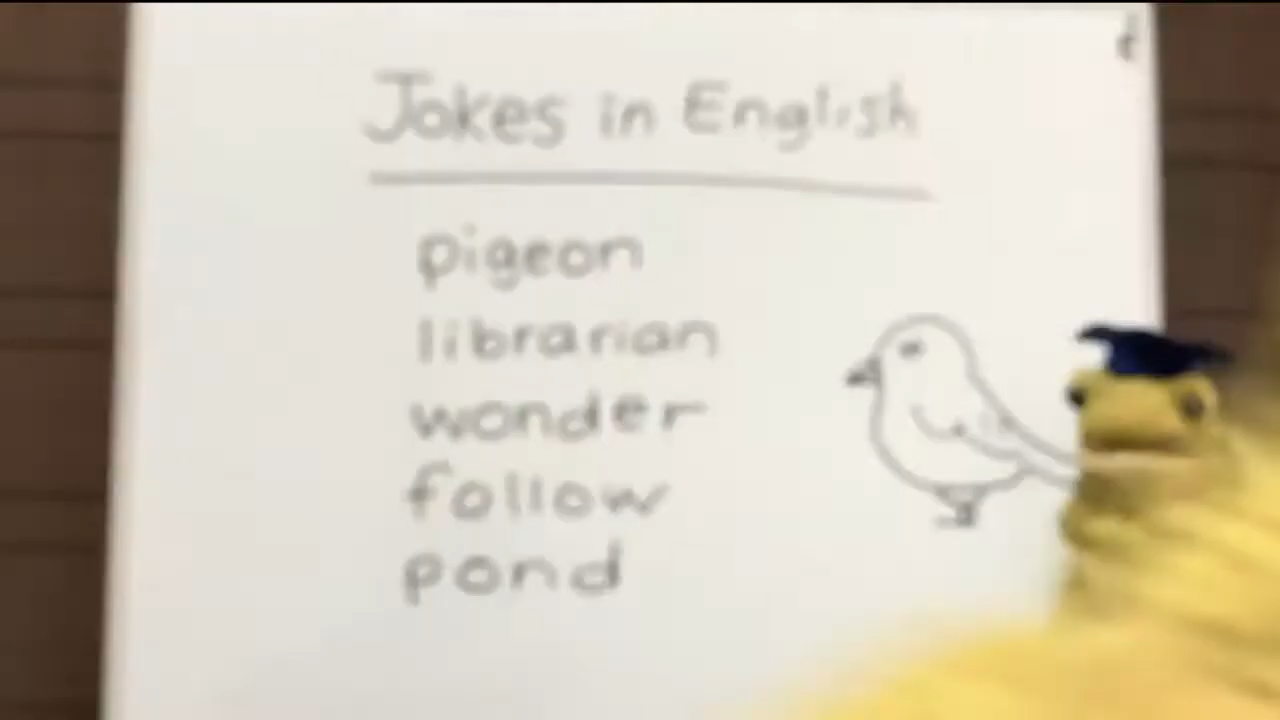 Jokes in English
pigeon
librarian
wonder
follow
pond